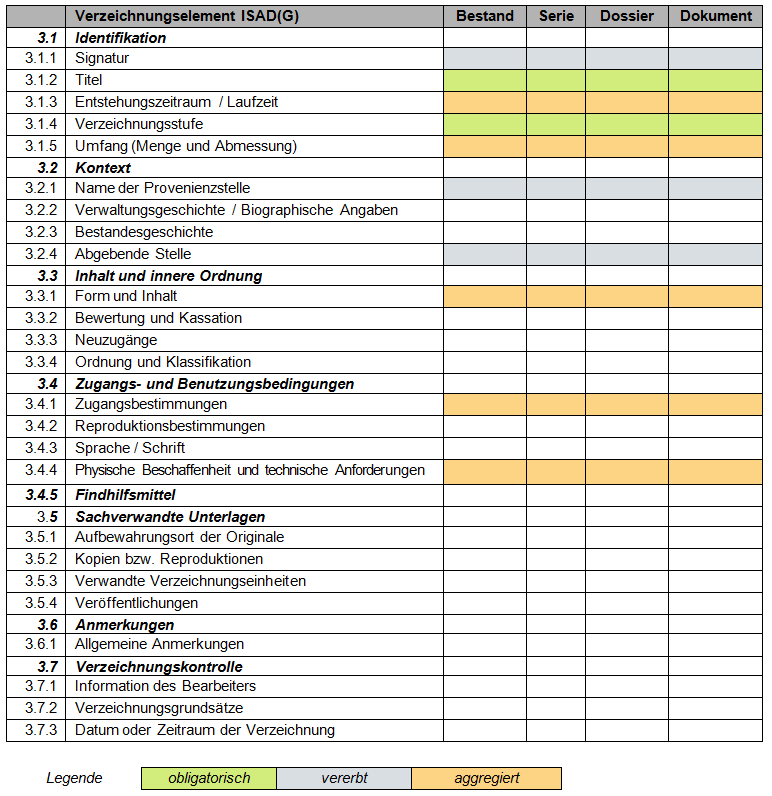 Verzeichnungselement ISAD(G) Bestand Serie Dossier Dokument
3.1 Identifikation
3.1.1 Signatur
3.1.2 Titel
3.1.3 Entstehungszeitraum / Laufzeit
3.1.4 Verzeichnungsstufe
3.1.5 Umfang (Menge und Abmessung)
3.2 Kontext
3.2.1 Name der Provenienzstelle
3.2.2 Verwaltungsgeschichte / Biographische Angaben
3.2.3 Bestandesgeschichte
3.2.4 Abgebende Stelle
3.3 Inhalt und innere Ordnung
3.3.1 Form und Inhalt
3.3.2 Bewertung und Kassation
3.3.3 Neuzugänge
3.3.4 Ordnung und Klassifikation
3.4 Zugangs- und Benutzungsbedingungen
3.4.1 Zugangsbestimmungen
3.4.2 Reproduktionsbestimmungen
3.4.3 Sprache / Schrift
3.4.4 Physische Beschaffenheit und technische Anforderungen
3.4.5 Findhilfsmittel
3.5 Sachverwandte Unterlagen
3.5.1 Aufbewahrungsort der Originale
3.5.2 Kopien bzw. Reproduktionen
3.5.3 Verwandte Verzeichnungseinheiten
3.5.4 Veröffentlichungen
3.6 Anmerkungen
3.6.1 Allgemeine Anmerkungen
3.7 Verzeichnungskontrolle
3.7.1 Information des Bearbeiters
3.7.2 Verzeichnungsgrundsätze
3.7.3 Datum oder Zeitraum der Verzeichnung
Legende obligatorisch vererbt aggregiert